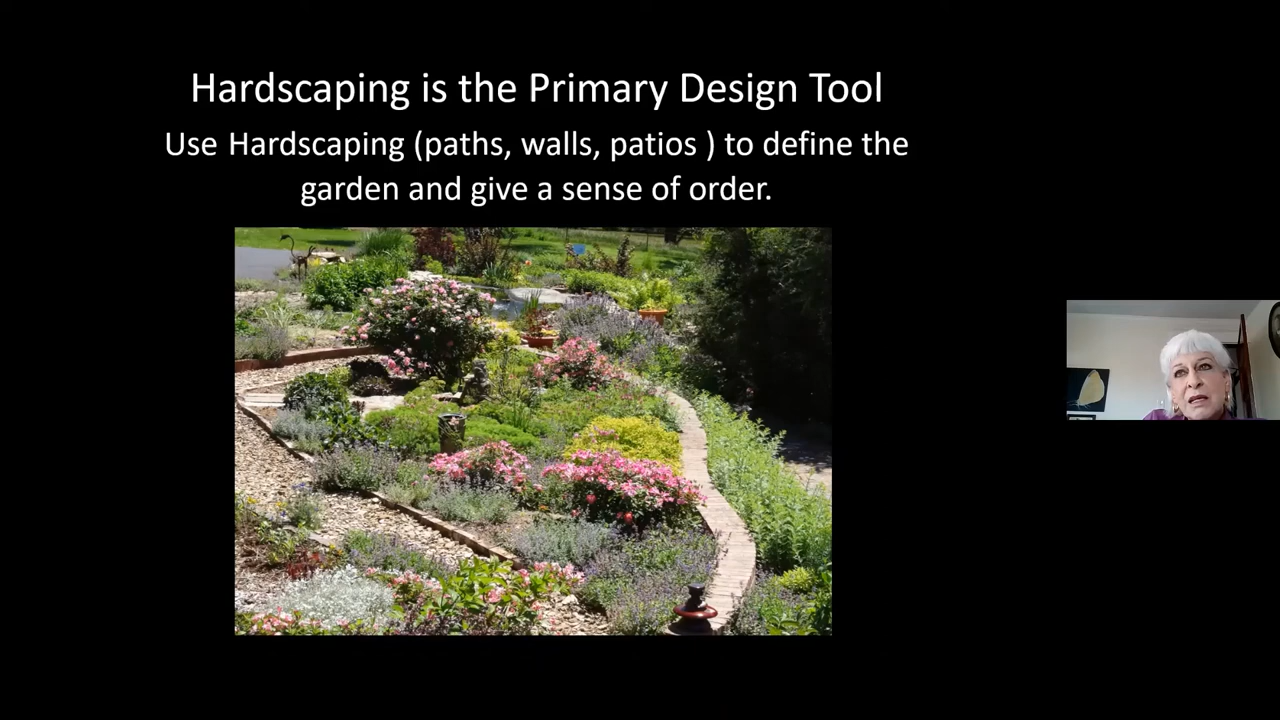 Hardscaping is the Primary Design Tool
Use Hardscaping (paths, walls, patios ) to define the
garden and give a sense of order.